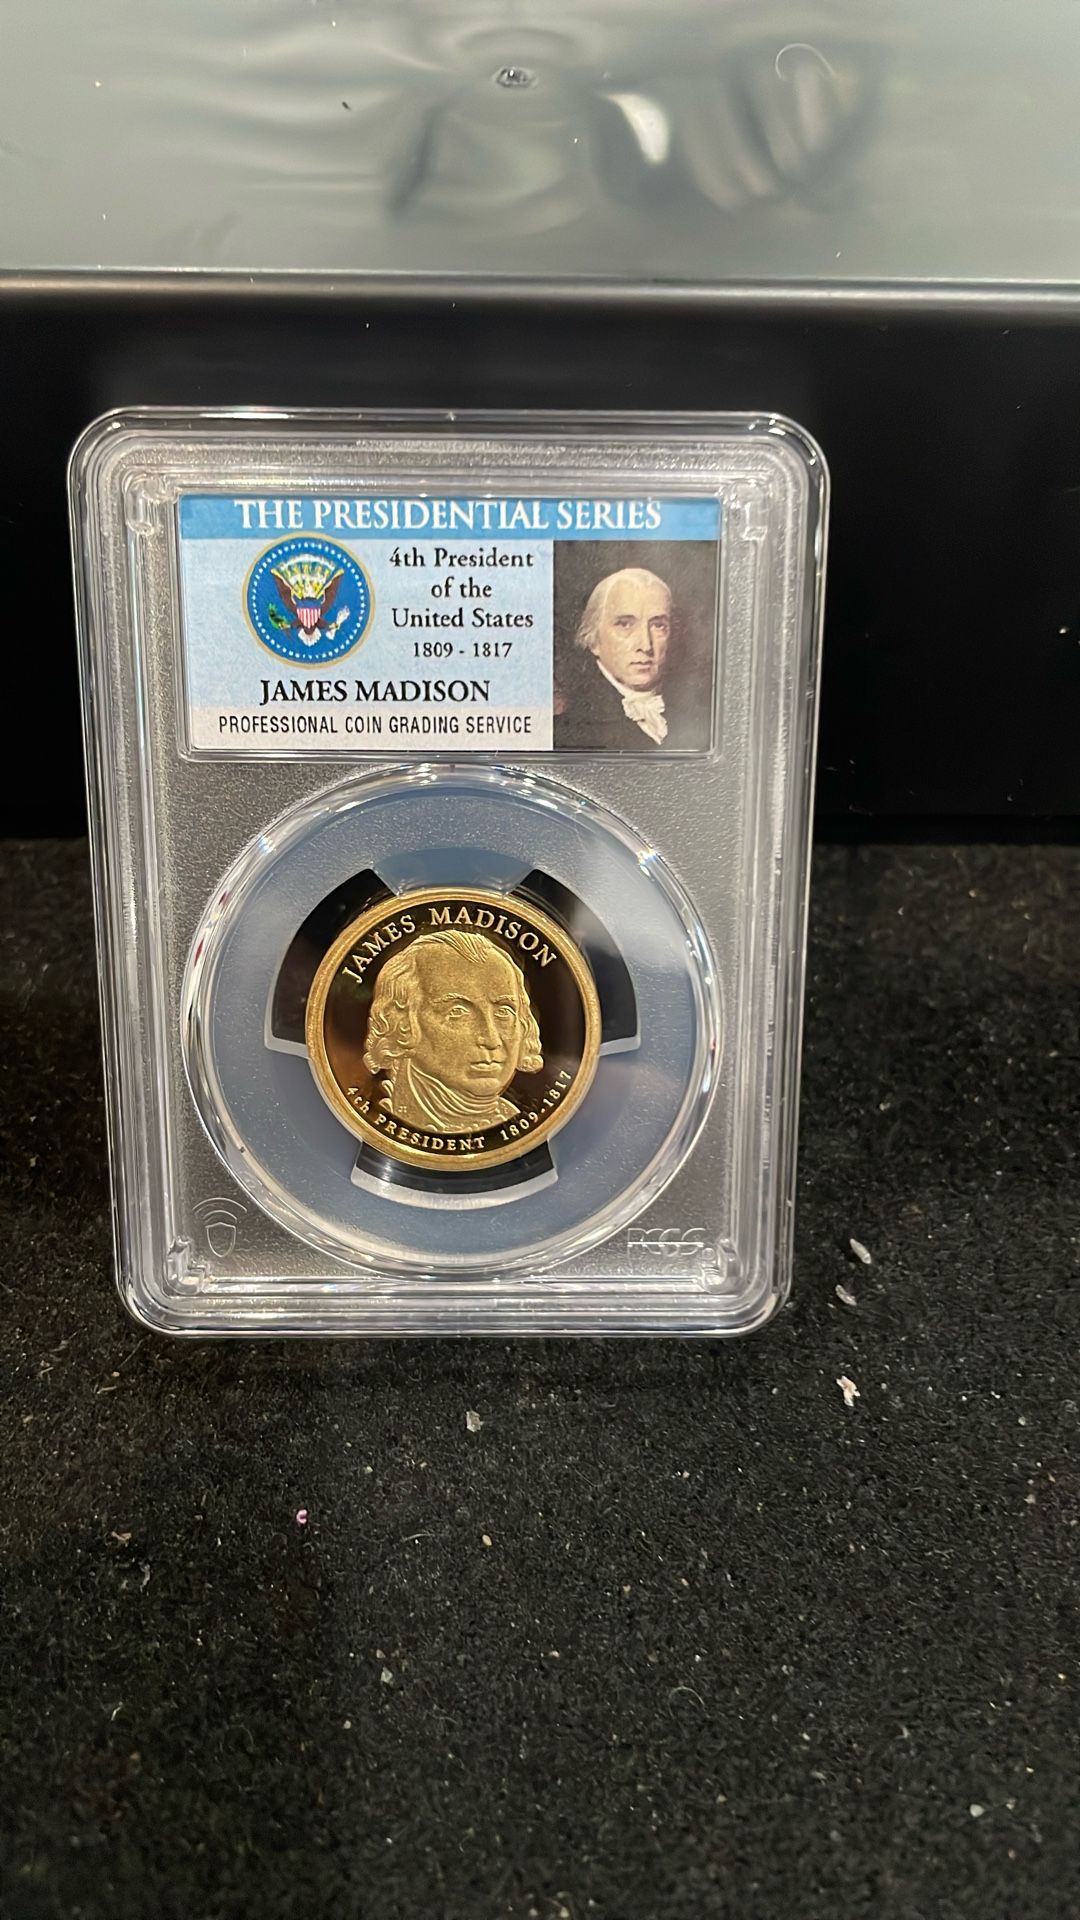 THE PRESIDENTIAL SERIES
4th President
of the
United States
1809 - 1817
JAMES MADISON
PROFESSIONAL COIN GRADING SERVICE
JAMES MADISON
4th PRESIDENT 1809-1817
PCGS